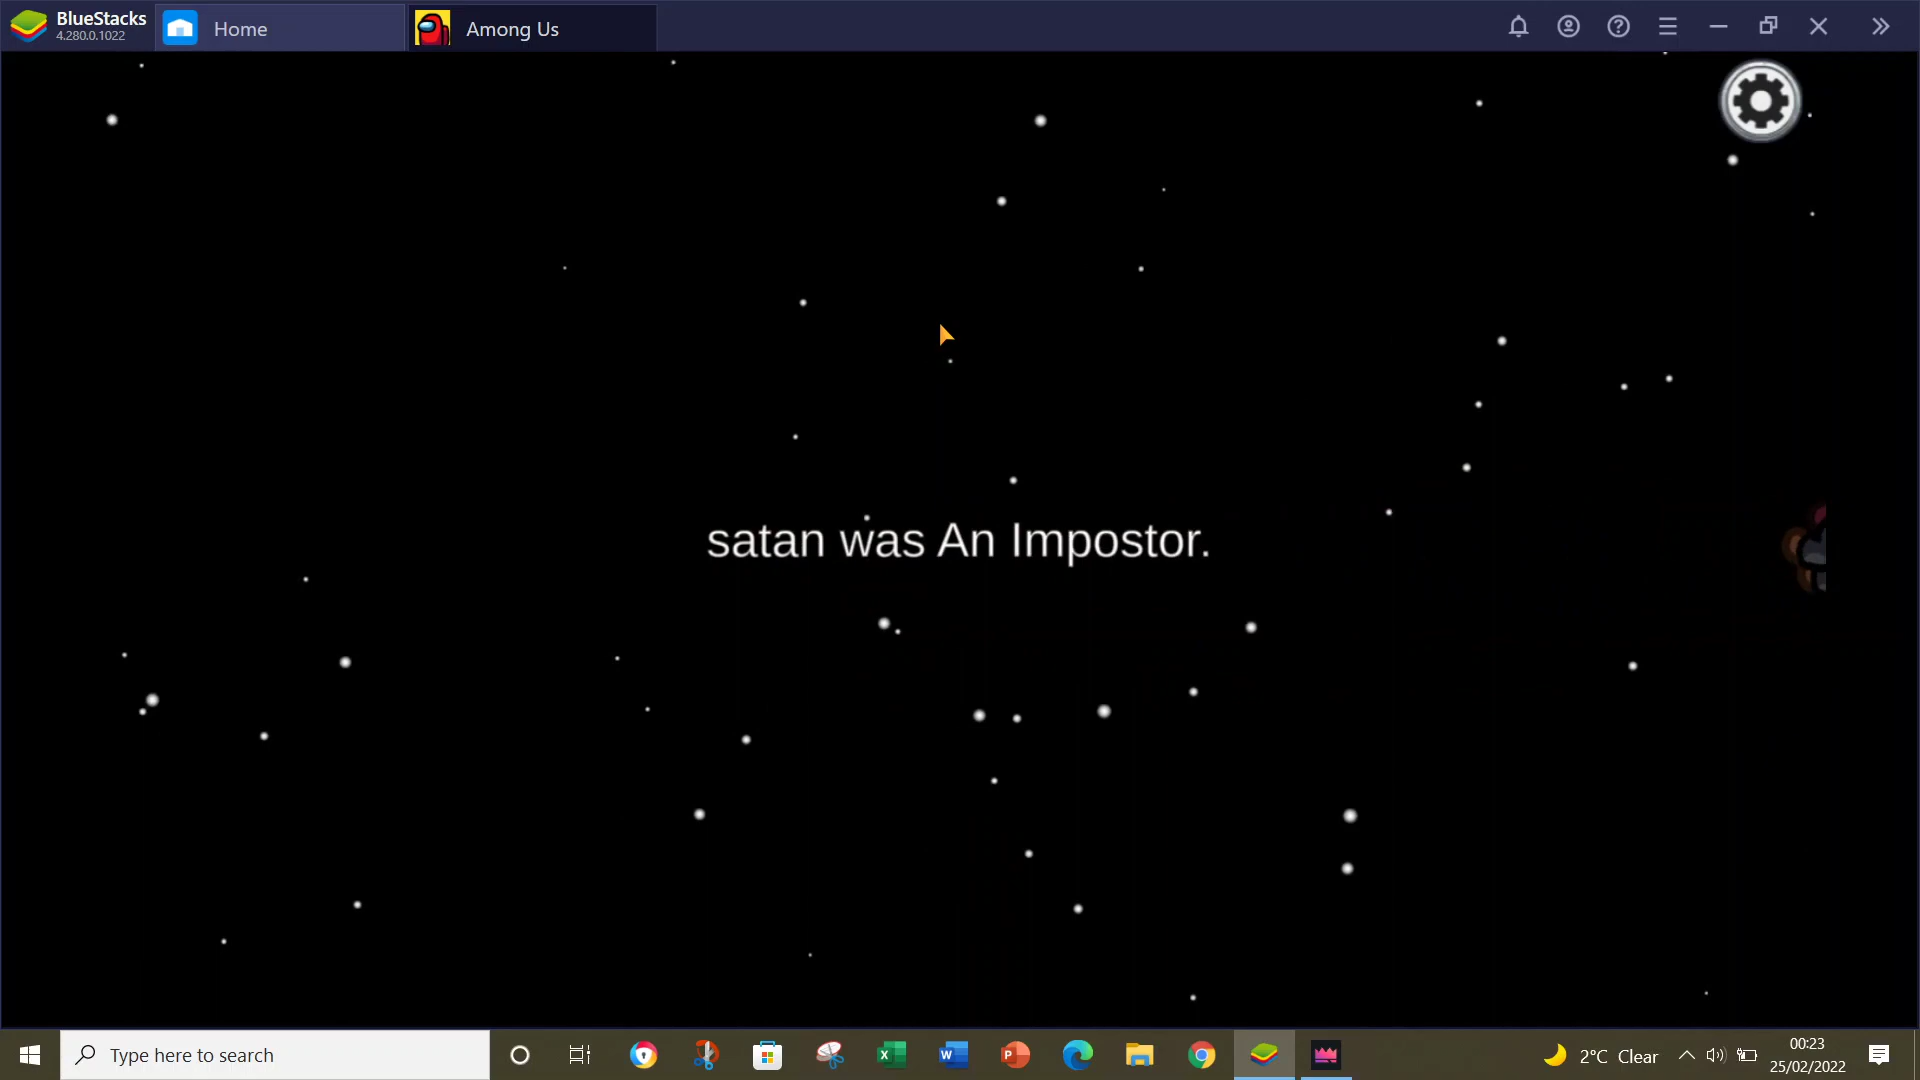 BlueStacks
4.280.0.1022
Home
Among Us
satan was An Impostor.
Type here to search
2°C Clear
00:23
25/02/2022